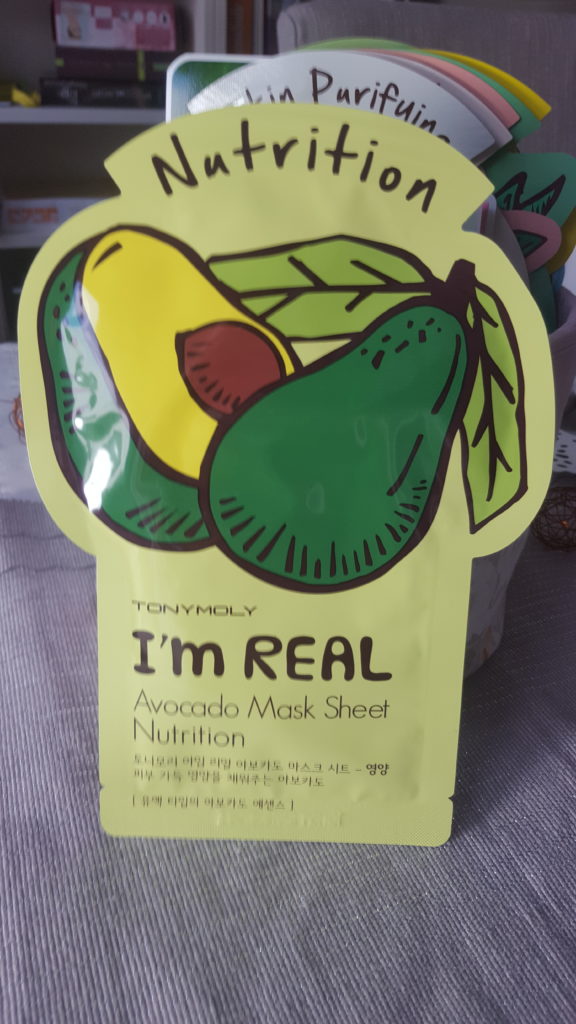 Skin Purifying
Nutrition
TONYMOLY
I'm REAL
Avocado Mask Sheet
Nutrition
토니모리 아임 리얼 아보카도 마스크 시트 - 영양
피부 가득 영양을 채워주는 아보카도
[ 유액 타입의 아보카도 에센스 ]